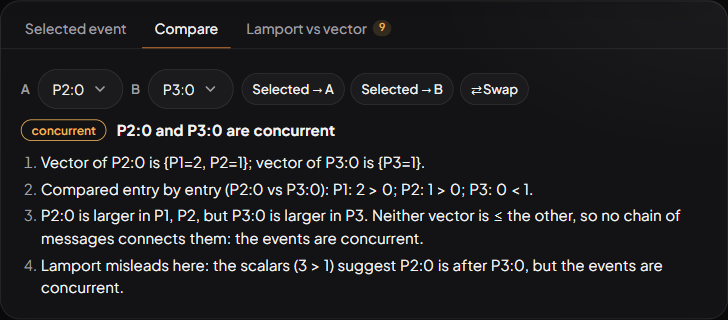 Selected event Compare Lamport vs vector 9
A P2:0 B P3:0 Selected→A Selected→B ⇄Swap
concurrent P2:0 and P3:0 are concurrent
1. Vector of P2:0 is {P1=2, P2=1}; vector of P3:0 is {P3=1}.
2. Compared entry by entry (P2:0 vs P3:0): P1: 2 > 0; P2: 1 > 0; P3: 0 < 1.
3. P2:0 is larger in P1, P2, but P3:0 is larger in P3. Neither vector is ≤ the other, so no chain of
messages connects them: the events are concurrent.
4. Lamport misleads here: the scalars (3 > 1) suggest P2:0 is after P3:0, but the events are
concurrent.